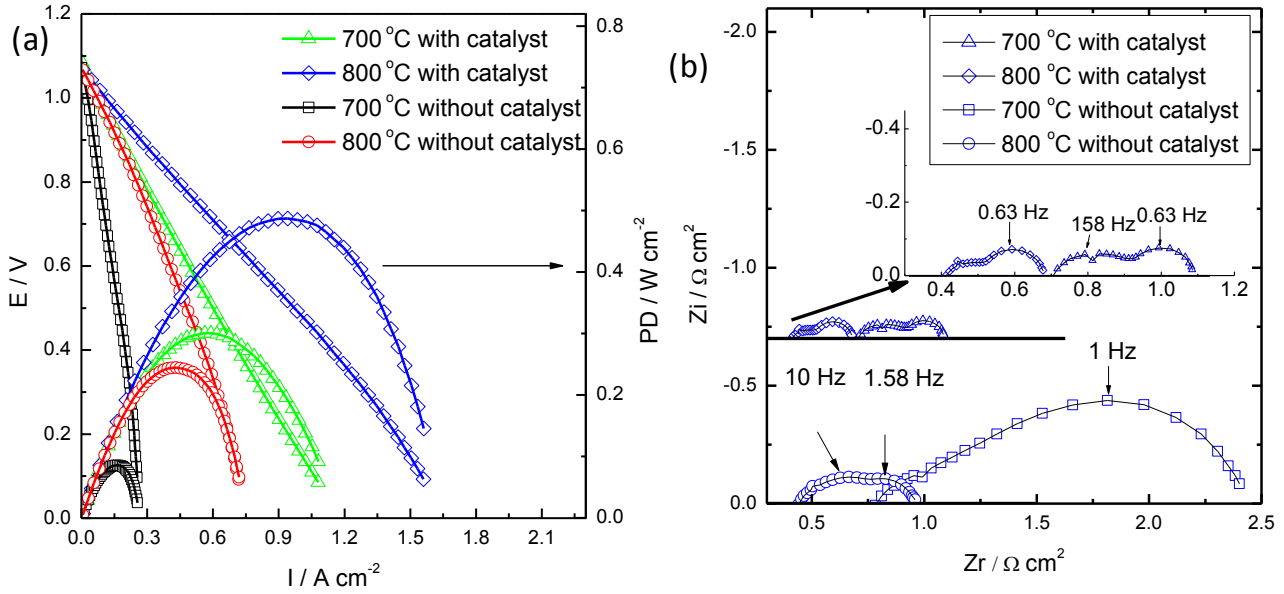 (a)
1.2
1.0
0.8
0.6
0.4
0.2
0.0
E / V
0.0 0.3 0.6 0.9 1.2 1.5 1.8 2.1
I / A cm⁻²
0.8
0.6
0.4
0.2
0.0
PD / W cm⁻²
700 °C with catalyst
800 °C with catalyst
700 °C without catalyst
800 °C without catalyst
(b)
-2.0
-1.5
-1.0
-0.5
0.0
Zi / Ω cm²
0.5 1.0 1.5 2.0 2.5
Zr / Ω cm²
700 °C with catalyst
800 °C with catalyst
700 °C without catalyst
800 °C without catalyst
-0.4
-0.2
0.0
0.63 Hz
158 Hz
0.63 Hz
0.4 0.6 0.8 1.0 1.2
10 Hz
1.58 Hz
1 Hz